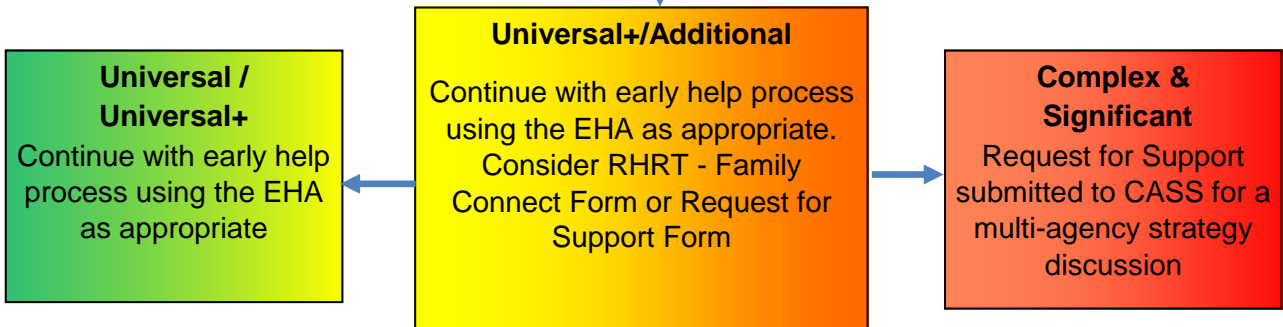 Universal /
Universal+
Continue with early help
process using the EHA
as appropriate
Universal+/Additional
Continue with early help process
using the EHA as appropriate.
Consider RHRT - Family
Connect Form or Request for
Support Form
Complex &
Significant
Request for Support
submitted to CASS for a
multi-agency strategy
discussion